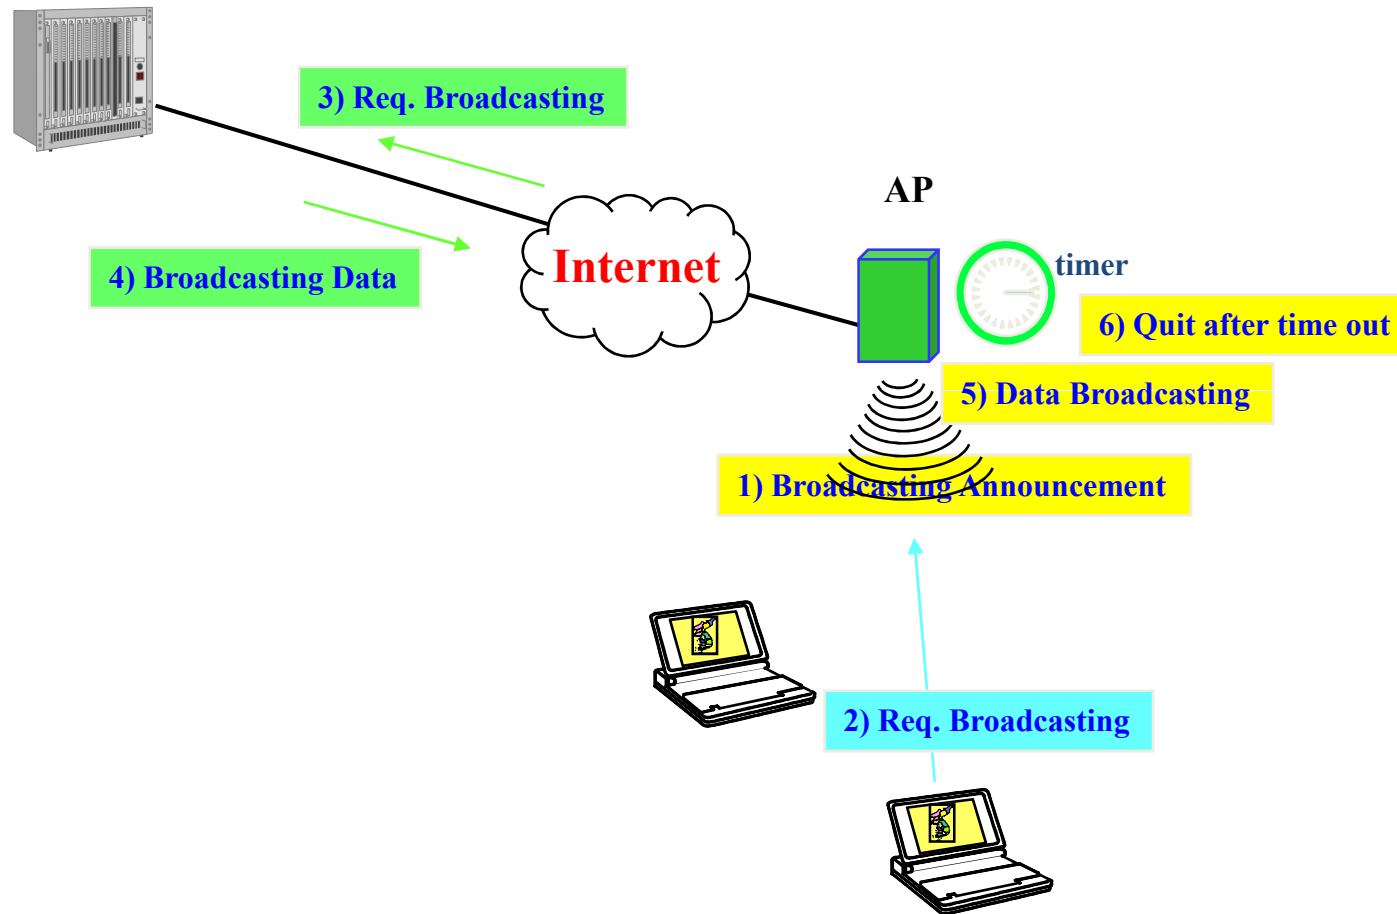 3) Req. Broadcasting
AP
4) Broadcasting Data
Internet
timer
6) Quit after time out
5) Data Broadcasting
1) Broadcasting Announcement
2) Req. Broadcasting